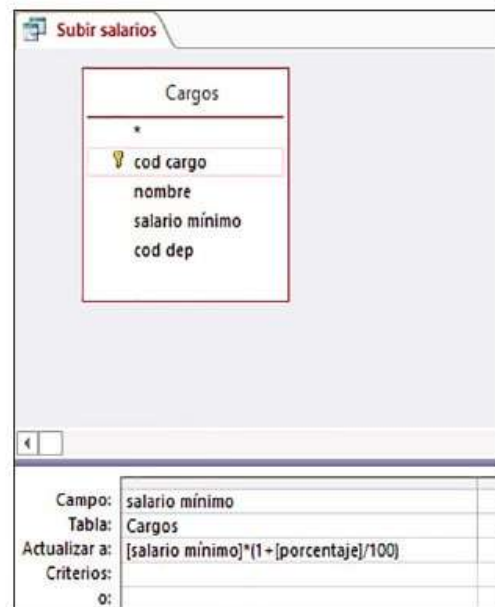 Subir salarios
Cargos
*
cod cargo
nombre
salario mínimo
cod dep
Campo: salario mínimo
Tabla: Cargos
Actualizar a: [salario mínimo]*(1+[porcentaje]/100)
Criterios:
o: